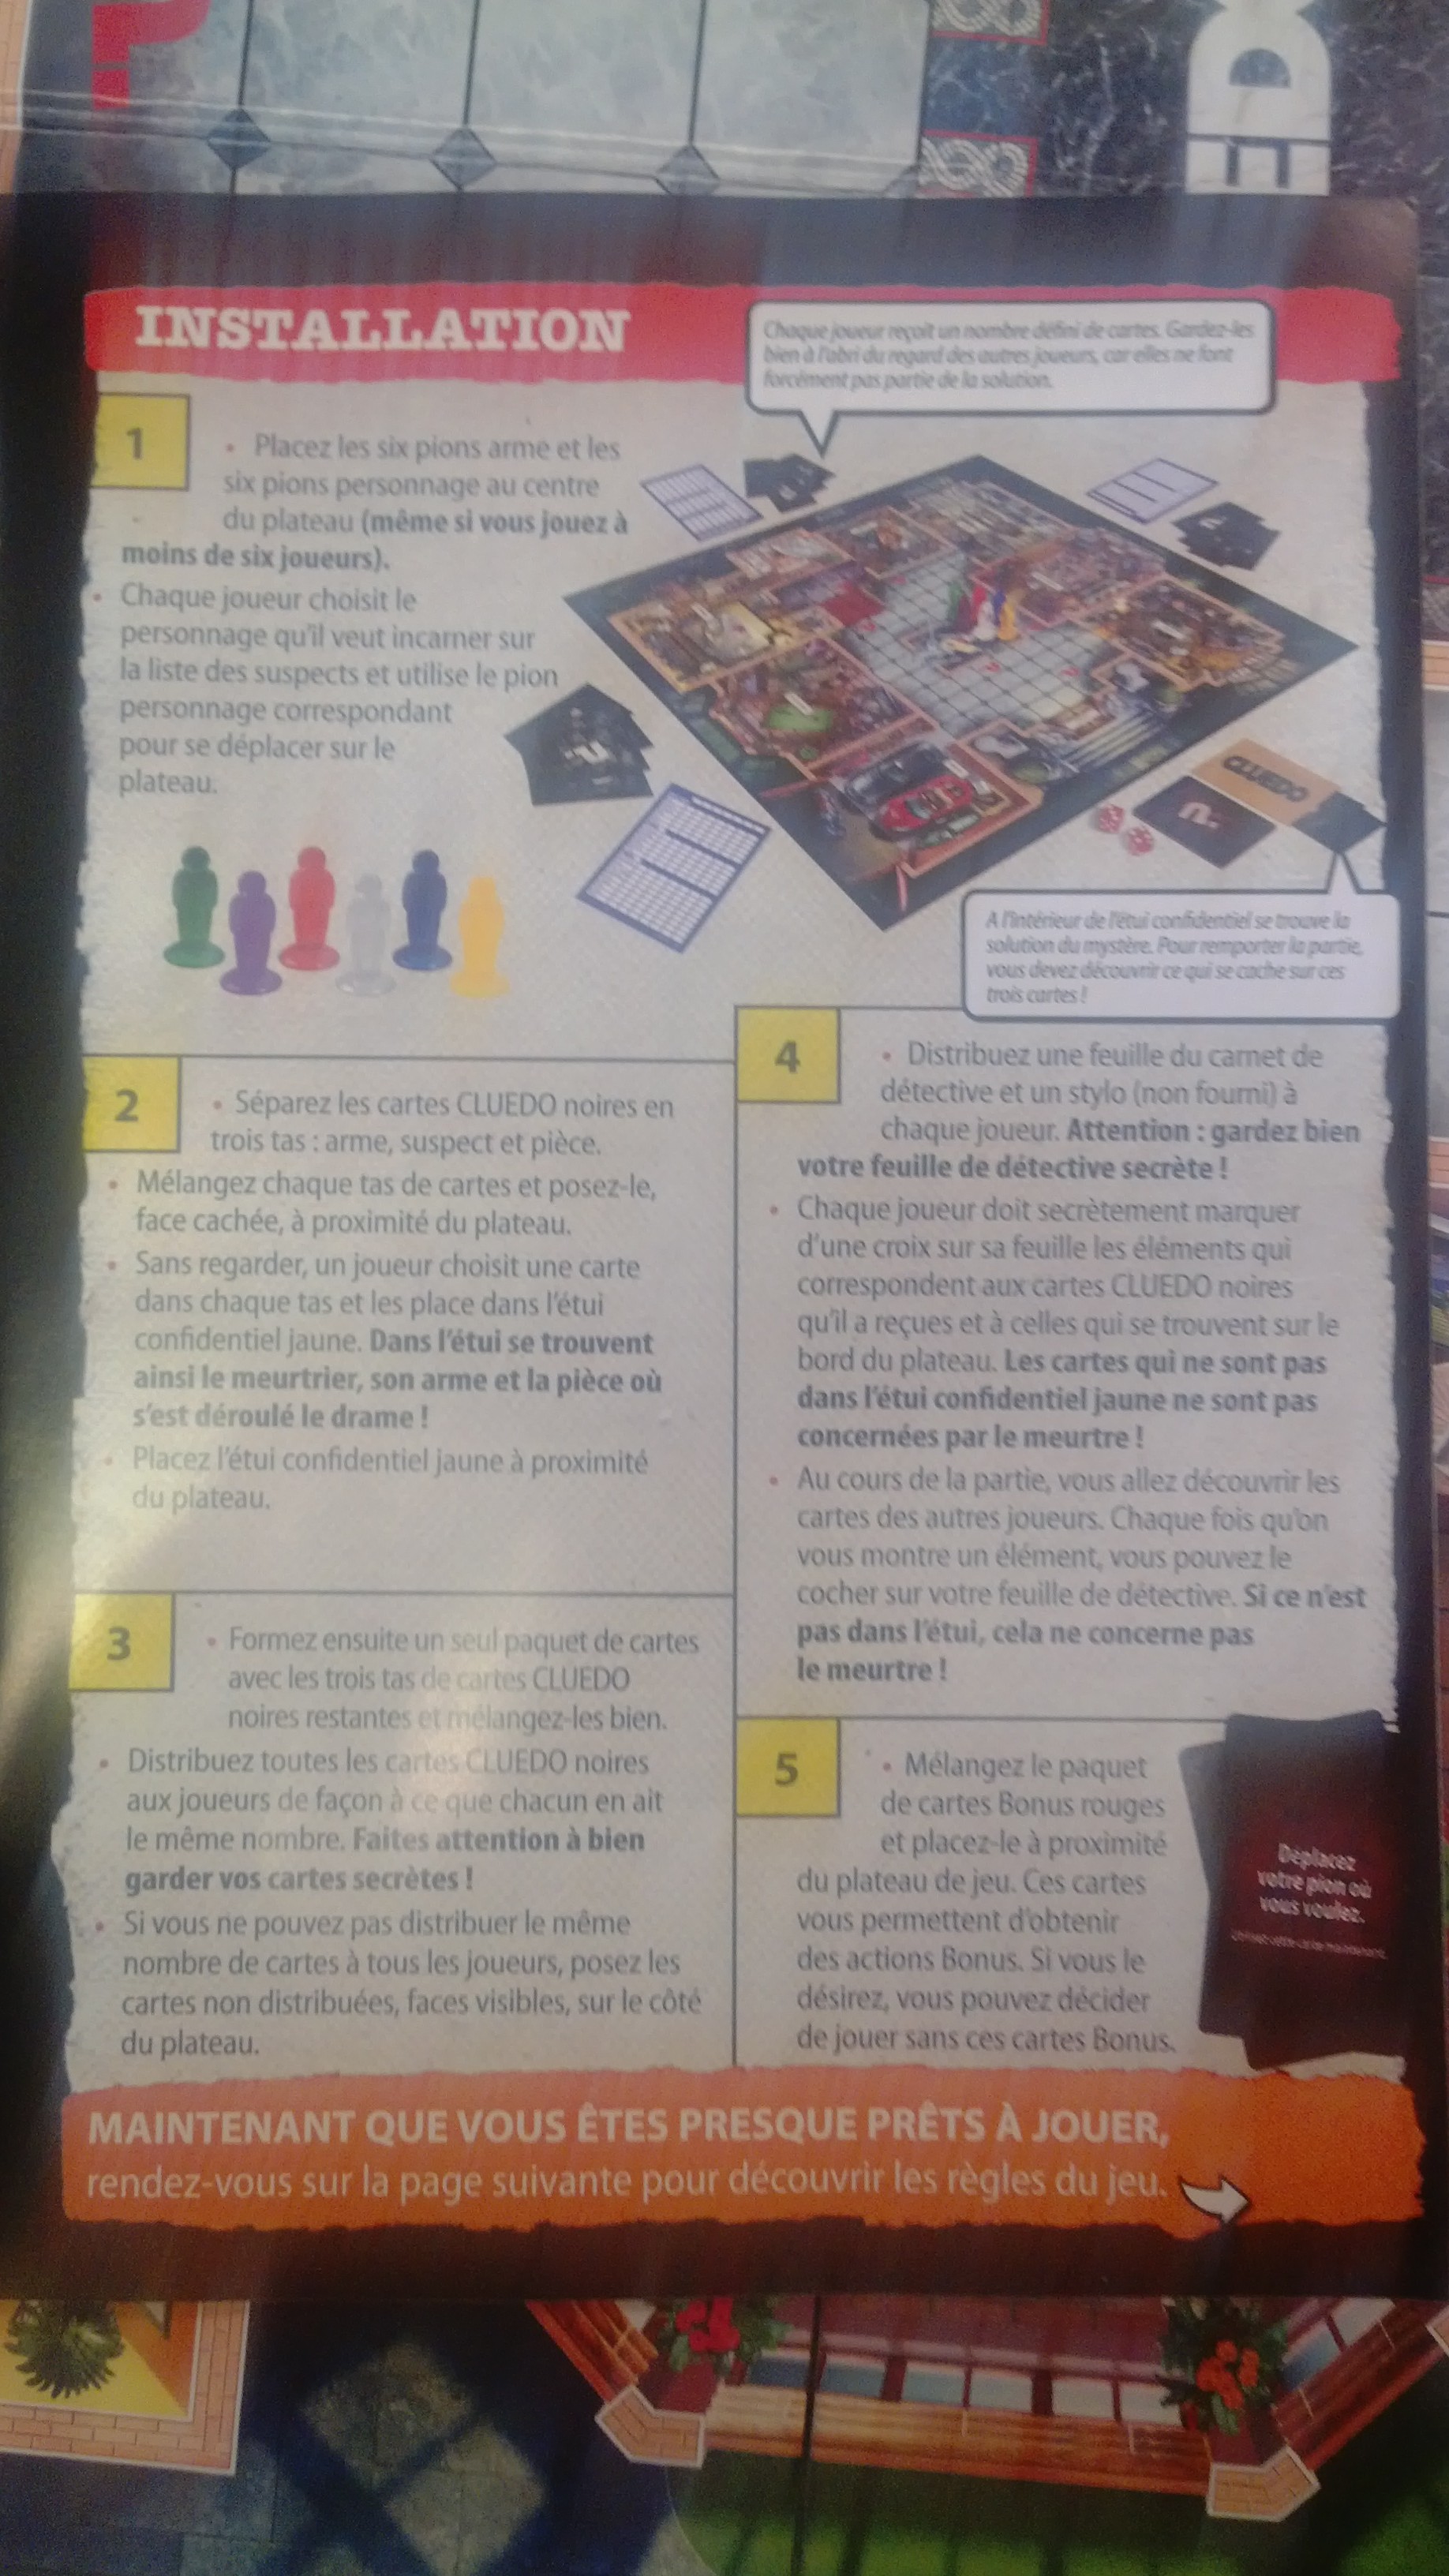 INSTALLATION
Chaque joueur reçoit un nombre défini de cartes. Gardez-les
bien à l'abri du regard des autres joueurs, car elles ne font
forcément pas partie de la solution.
1
• Placez les six pions arme et les
six pions personnage au centre
du plateau (même si vous jouez à
moins de six joueurs).
• Chaque joueur choisit le
personnage qu'il veut incarner sur
la liste des suspects et utilise le pion
personnage correspondant
pour se déplacer sur le
plateau.
CLUEDO
?
A l'intérieur de l'étui confidentiel se trouve la
solution du mystère. Pour remporter la partie,
vous devez découvrir ce qui se cache sur ces
trois cartes !
2
• Séparez les cartes CLUEDO noires en
trois tas : arme, suspect et pièce.
• Mélangez chaque tas de cartes et posez-le,
face cachée, à proximité du plateau.
• Sans regarder, un joueur choisit une carte
dans chaque tas et les place dans l'étui
confidentiel jaune. Dans l'étui se trouvent
ainsi le meurtrier, son arme et la pièce où
s'est déroulé le drame !
• Placez l'étui confidentiel jaune à proximité
du plateau.
3
• Formez ensuite un seul paquet de cartes
avec les trois tas de cartes CLUEDO
noires restantes et mélangez-les bien.
• Distribuez toutes les cartes CLUEDO noires
aux joueurs de façon à ce que chacun en ait
le même nombre. Faites attention à bien
garder vos cartes secrètes !
• Si vous ne pouvez pas distribuer le même
nombre de cartes à tous les joueurs, posez les
cartes non distribuées, faces visibles, sur le côté
du plateau.
4
• Distribuez une feuille du carnet de
détective et un stylo (non fourni) à
chaque joueur. Attention : gardez bien
votre feuille de détective secrète !
• Chaque joueur doit secrètement marquer
d'une croix sur sa feuille les éléments qui
correspondent aux cartes CLUEDO noires
qu'il a reçues et à celles qui se trouvent sur le
bord du plateau. Les cartes qui ne sont pas
dans l'étui confidentiel jaune ne sont pas
concernées par le meurtre !
• Au cours de la partie, vous allez découvrir les
cartes des autres joueurs. Chaque fois qu'on
vous montre un élément, vous pouvez le
cocher sur votre feuille de détective. Si ce n'est
pas dans l'étui, cela ne concerne pas
le meurtre !
5
• Mélangez le paquet
de cartes Bonus rouges
et placez-le à proximité
du plateau de jeu. Ces cartes
vous permettent d'obtenir
des actions Bonus. Si vous le
désirez, vous pouvez décider
de jouer sans ces cartes Bonus.
Déplacez
votre pion où
vous voulez.
MAINTENANT QUE VOUS ÊTES PRESQUE PRÊTS À JOUER,
rendez-vous sur la page suivante pour découvrir les règles du jeu.